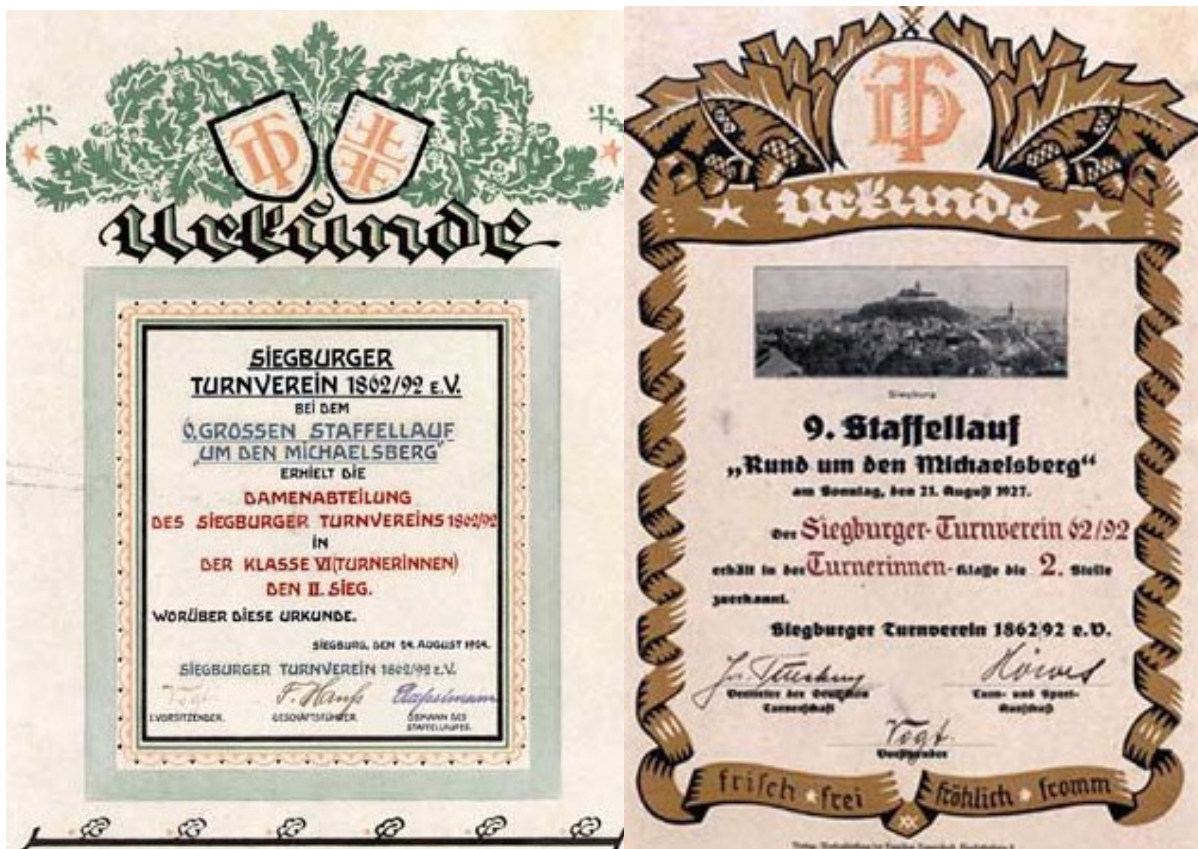 Urkunde
SIEGBURGER
TURNVEREIN 1862/92 E.V.
BEI DEM
6. GROSSEN STAFFELLAUF
„UM DEN MICHAELSBERG"
ERHIELT DIE
DAMENABTEILUNG
DES SIEGBURGER TURNVEREINS 1862/92
IN
DER KLASSE VI (TURNERINNEN)
DEN II. SIEG.
WORÜBER DIESE URKUNDE.
SIEGBURG, DEN 24. AUGUST 1924.
SIEGBURGER TURNVEREIN 1862/92 E.V.
Vogt
I. VORSITZENDER. GESCHÄFTSFÜHRER. OBMANN DES
STAFFELLAUFES.
Urkunde
Siegburg
9. Staffellauf
„Rund um den Michaelsberg"
am Sonntag, den 21. August 1927.
Der Siegburger-Turnverein 62/92
erhält in der Turnerinnen-Klasse die 2. Stelle
zuerkannt.
Siegburger Turnverein 1862/92 e.V.
Vertreter der Deutschen Turn- und Sport-
Turnerschaft Ausschuß
Vogt.
Vorsitzender
frisch frei fröhlich fromm